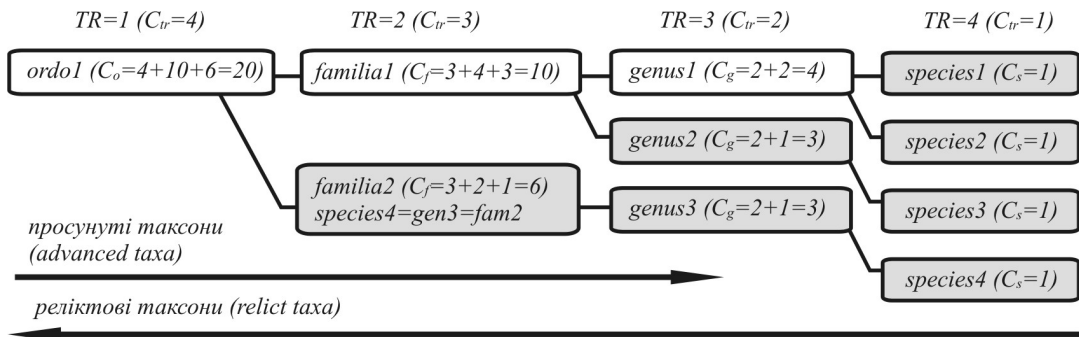 TR=1 (Ctr=4) TR=2 (Ctr=3) TR=3 (Ctr=2) TR=4 (Ctr=1)
ordo1 (Co=4+10+6=20) familia1 (Cf=3+4+3=10) genus1 (Cg=2+2=4) species1 (Cs=1)
genus2 (Cg=2+1=3) species2 (Cs=1)
familia2 (Cf=3+2+1=6)
species4=gen3=fam2
genus3 (Cg=2+1=3) species3 (Cs=1)
просунуті таксони
(advanced taxa)
species4 (Cs=1)
реліктові таксони (relict taxa)